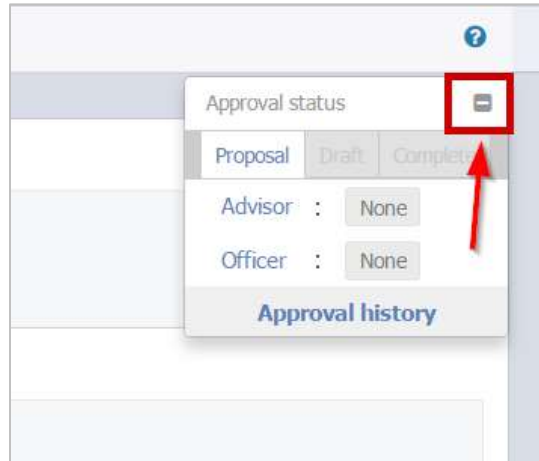 ?
Approval status
Proposal Draft Complete
Advisor : None
Officer : None
Approval history